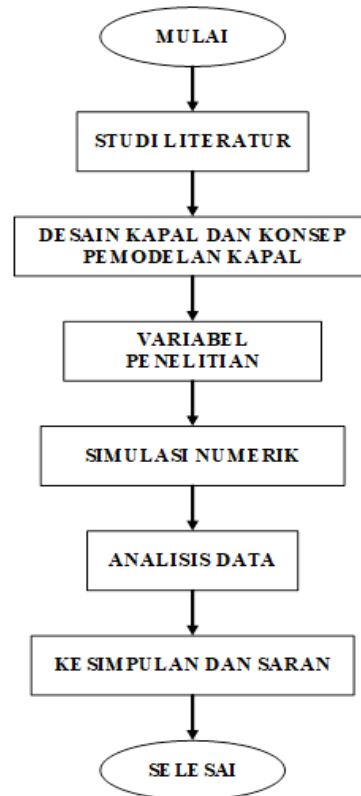 MULAI
STUDI LITERATUR
DESAIN KAPAL DAN KONSEP
PEMODELAN KAPAL
VARIABEL
PENELITIAN
SIMULASI NUMERIK
ANALISIS DATA
KESIMPULAN DAN SARAN
SELESAI